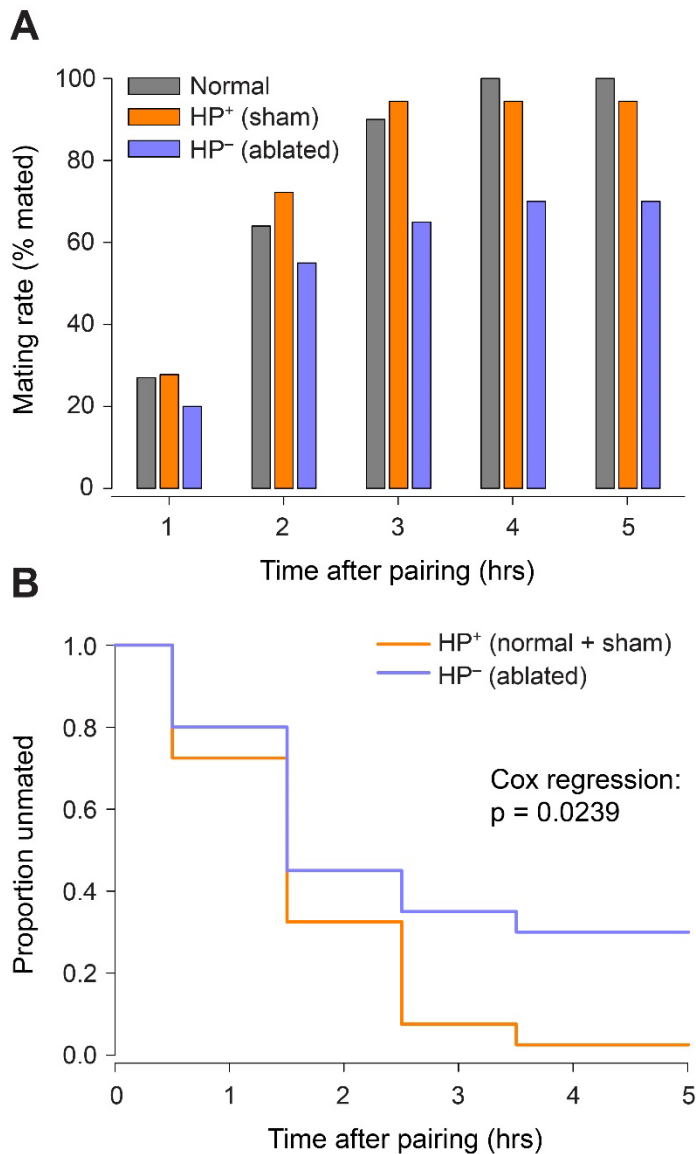 A
Mating rate (% mated)
100
80
60
40
20
0
Normal
HP⁺ (sham)
HP⁻ (ablated)
1 2 3 4 5
Time after pairing (hrs)
B
Proportion unmated
1.0
0.8
0.6
0.4
0.2
0.0
HP⁺ (normal + sham)
HP⁻ (ablated)
Cox regression:
p = 0.0239
0 1 2 3 4 5
Time after pairing (hrs)